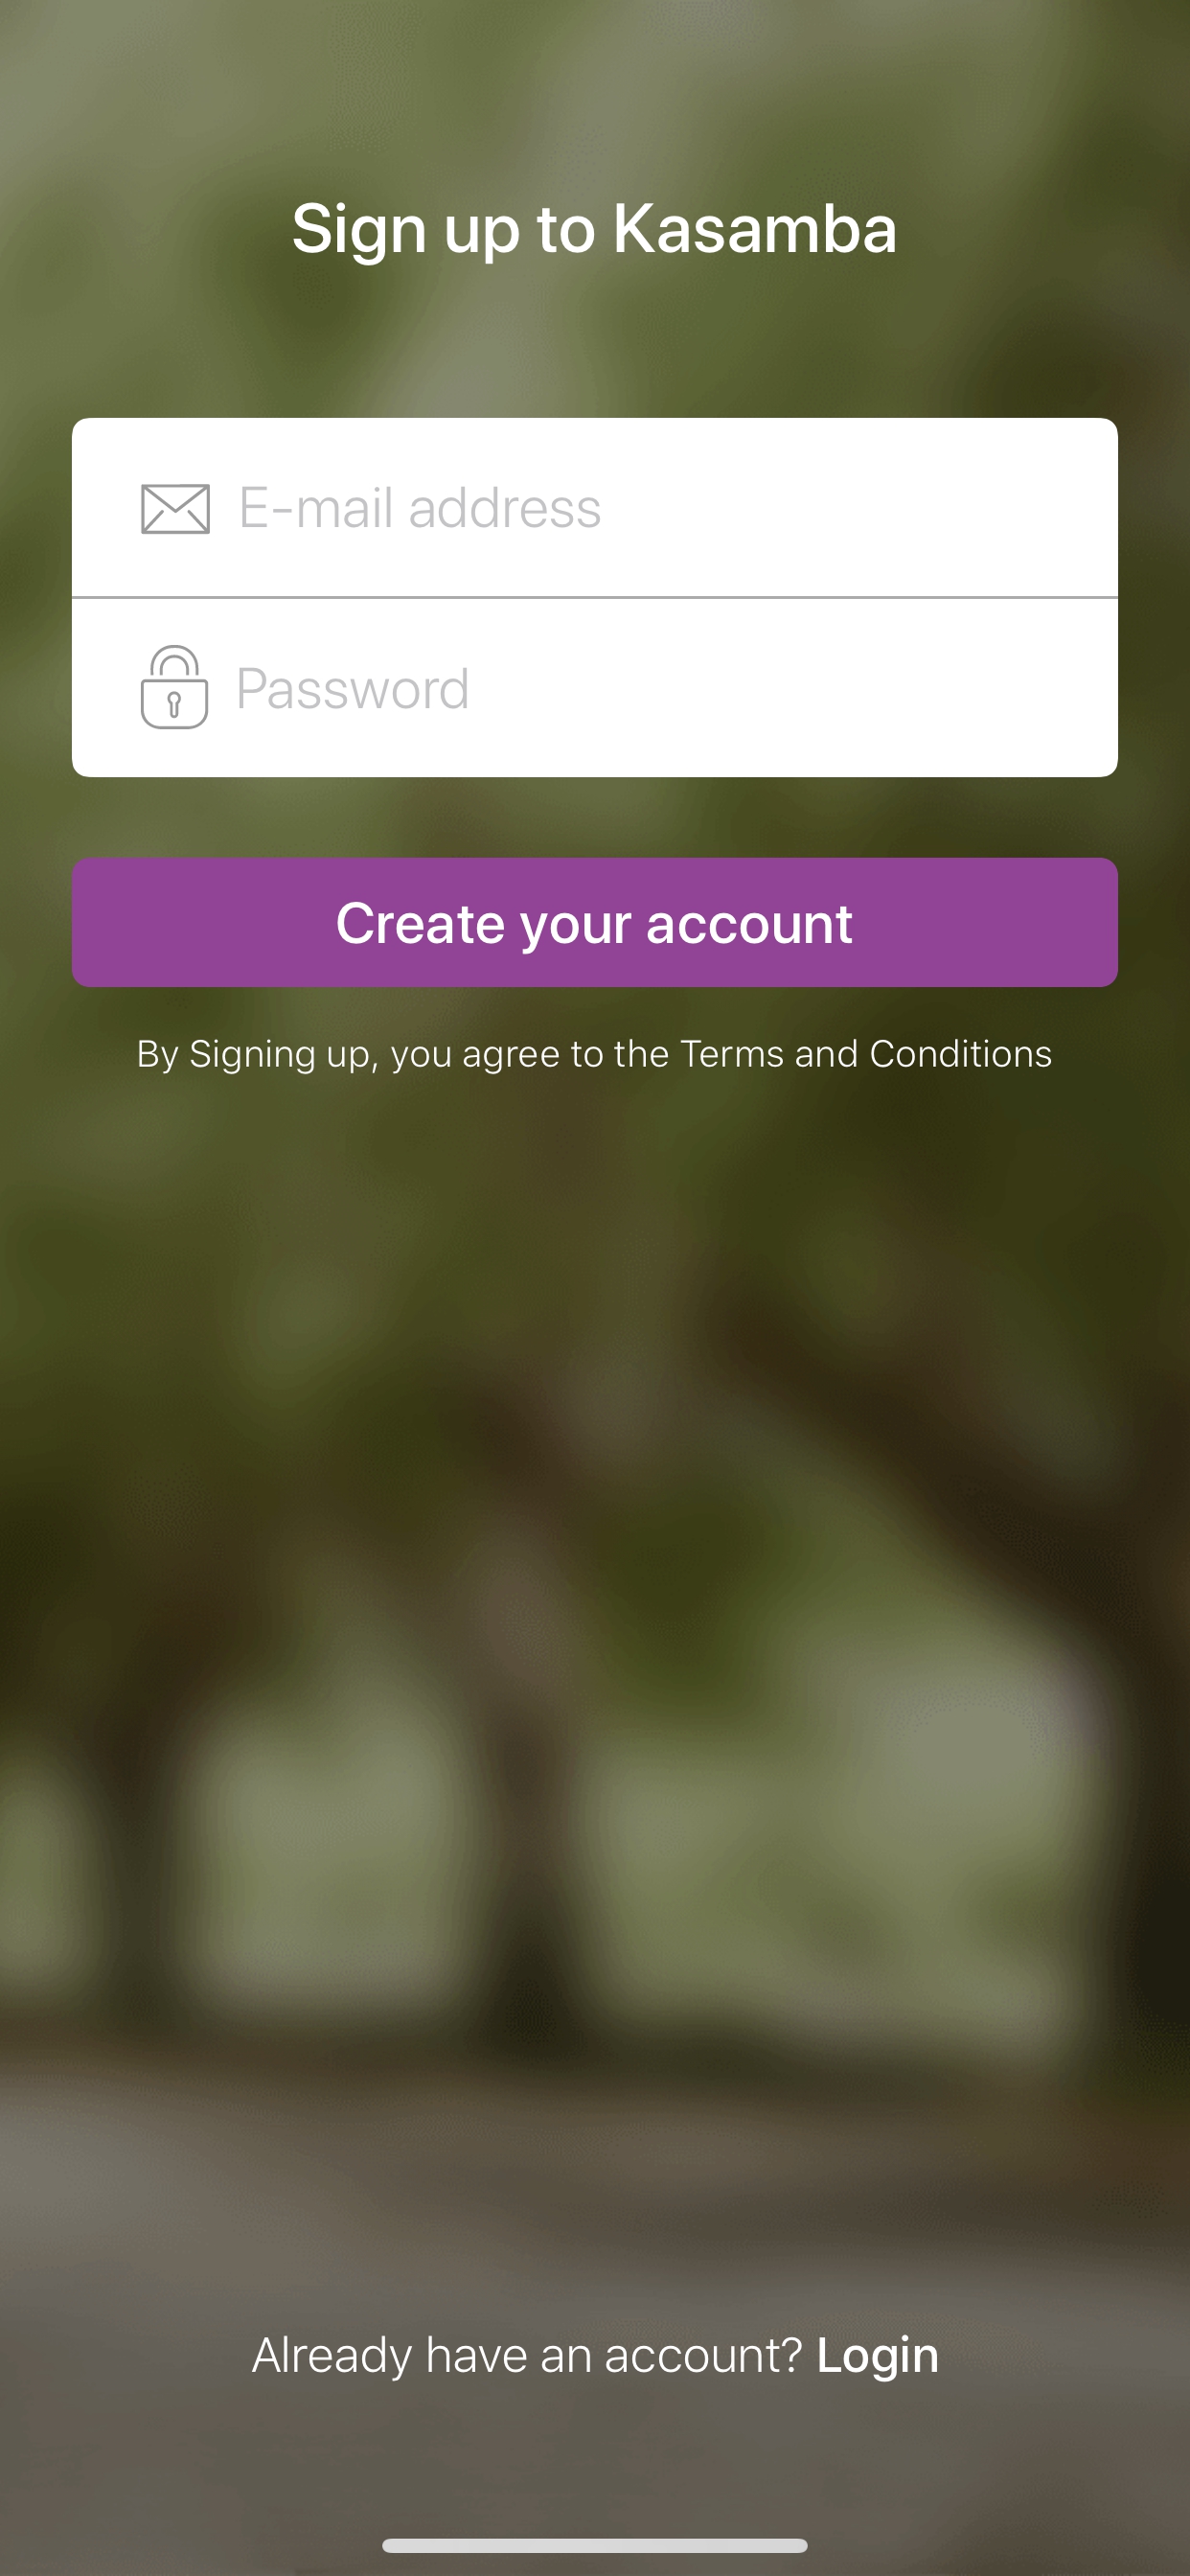 Sign up to Kasamba
E-mail address
Password
Create your account
By Signing up, you agree to the Terms and Conditions
Already have an account? Login